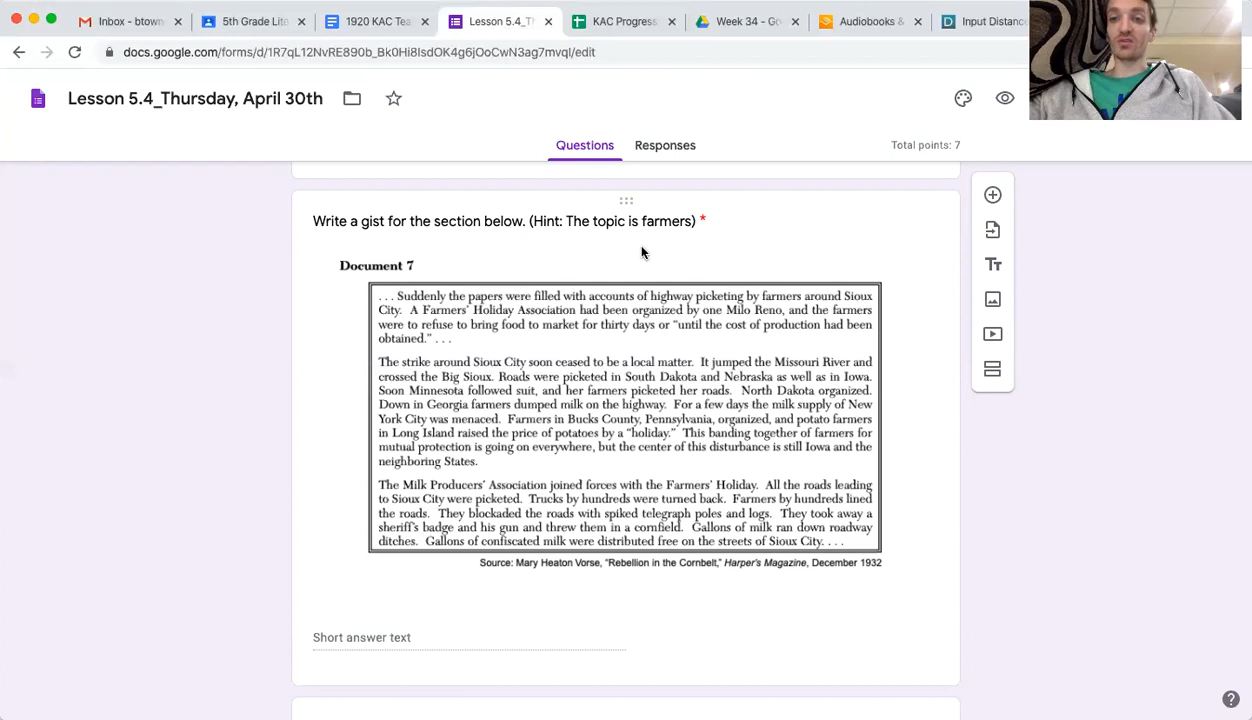 Inbox - btown
5th Grade Lite
1920 KAC Tea
Lesson 5.4_Th
KAC Progress
Week 34 - Go
Audiobooks &
Input Distanc
docs.google.com/forms/d/1R7qL12NvRE890b_Bk0Hi8IsdOK4g6jOoCwN3ag7mvqI/edit
Lesson 5.4_Thursday, April 30th
Questions
Responses
Total points: 7
Write a gist for the section below. (Hint: The topic is farmers) *
Document 7
. . . Suddenly the papers were filled with accounts of highway picketing by farmers around Sioux
City. A Farmers' Holiday Association had been organized by one Milo Reno, and the farmers
were to refuse to bring food to market for thirty days or "until the cost of production had been
obtained." . . .
The strike around Sioux City soon ceased to be a local matter. It jumped the Missouri River and
crossed the Big Sioux. Roads were picketed in South Dakota and Nebraska as well as in Iowa.
Soon Minnesota followed suit, and her farmers picketed her roads. North Dakota organized.
Down in Georgia farmers dumped milk on the highway. For a few days the milk supply of New
York City was menaced. Farmers in Bucks County, Pennsylvania, organized, and potato farmers
in Long Island raised the price of potatoes by a "holiday." This banding together of farmers for
mutual protection is going on everywhere, but the center of this disturbance is still Iowa and the
neighboring States.
The Milk Producers' Association joined forces with the Farmers' Holiday. All the roads leading
to Sioux City were picketed. Trucks by hundreds were turned back. Farmers by hundreds lined
the roads. They blockaded the roads with spiked telegraph poles and logs. They took away a
sheriff's badge and his gun and threw them in a cornfield. Gallons of milk ran down roadway
ditches. Gallons of confiscated milk were distributed free on the streets of Sioux City. . . .
Source: Mary Heaton Vorse, "Rebellion in the Cornbelt," Harper's Magazine, December 1932
Short answer text